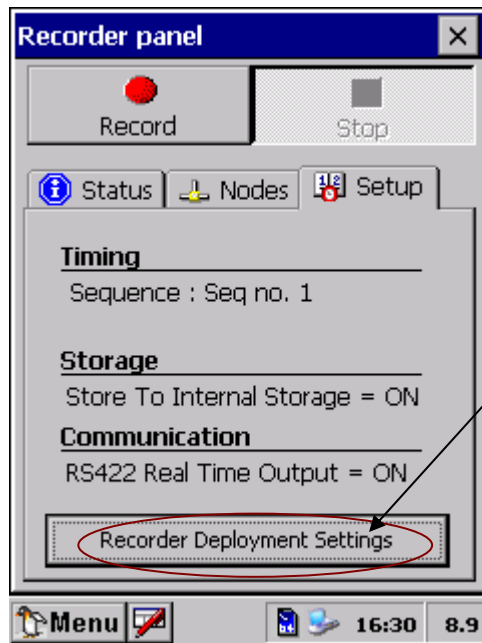 Recorder panel
Record Stop
Status Nodes Setup
Timing
Sequence : Seq no. 1
Storage
Store To Internal Storage = ON
Communication
RS422 Real Time Output = ON
Recorder Deployment Settings
Menu 16:30 8.9